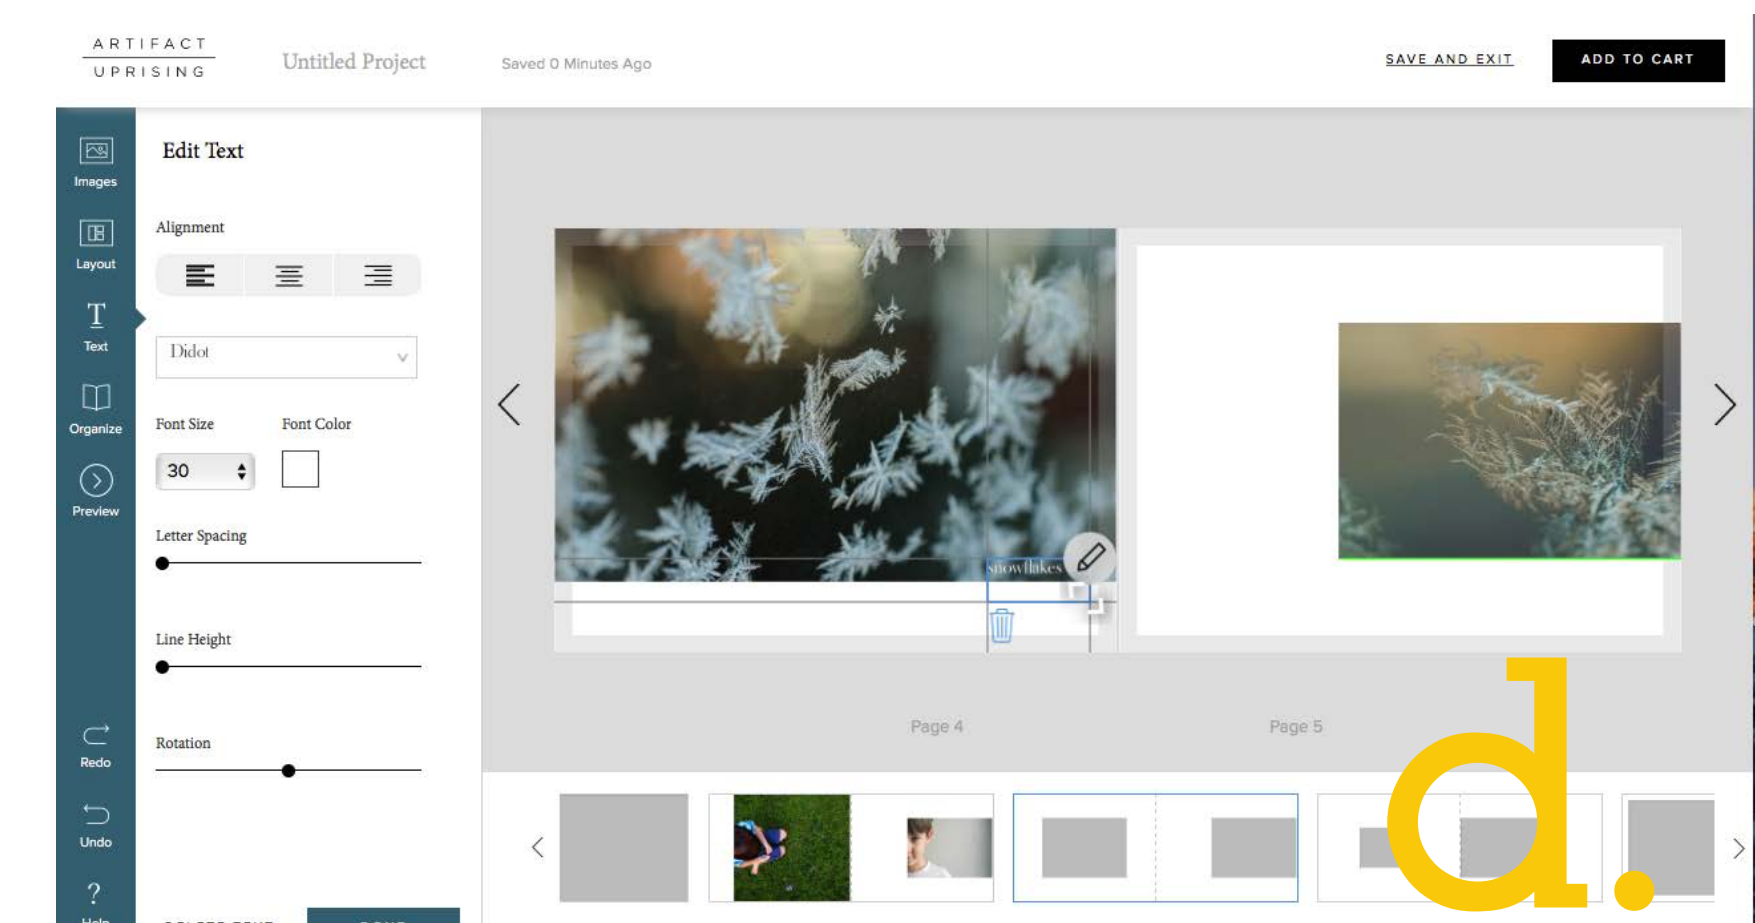 ARTIFACT
UPRISING
Untitled Project
Saved 0 Minutes Ago
SAVE AND EXIT
ADD TO CART
Images
Layout
Text
Organize
Preview
Redo
Undo
?
Help
Edit Text
Alignment
Didot
Font Size
Font Color
30
Letter Spacing
Line Height
Rotation
snowflakes
Page 4
Page 5
d.